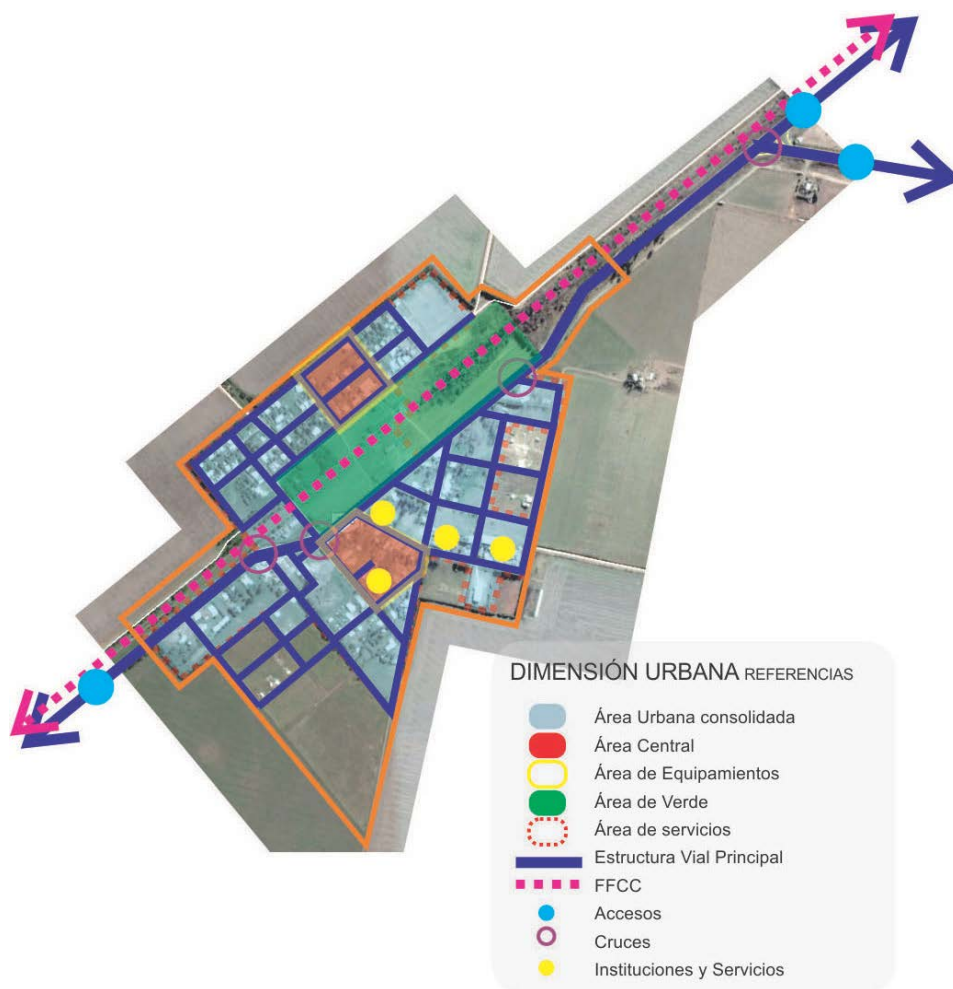 DIMENSIÓN URBANA REFERENCIAS
Área Urbana consolidada
Área Central
Área de Equipamientos
Área de Verde
Área de servicios
Estructura Vial Principal
FFCC
Accesos
Cruces
Instituciones y Servicios